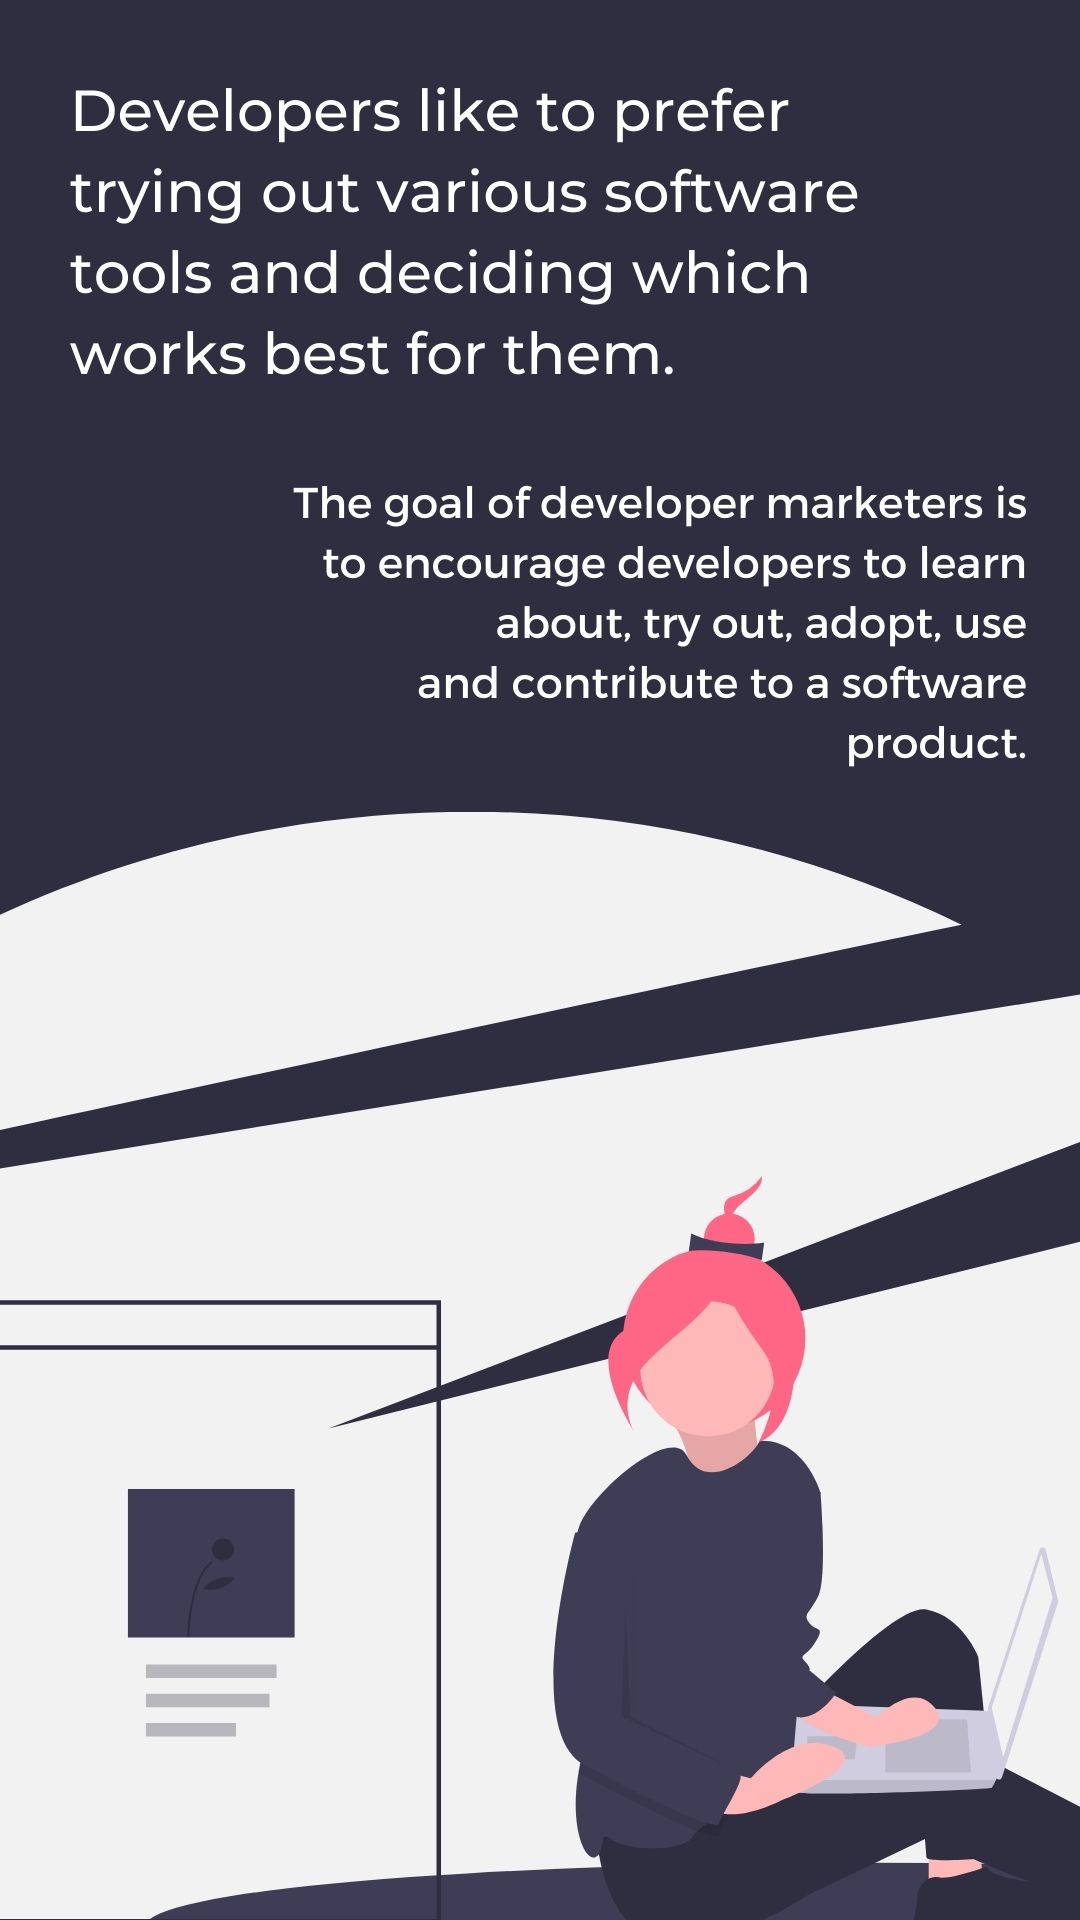 Developers like to prefer
trying out various software
tools and deciding which
works best for them.
The goal of developer marketers is
to encourage developers to learn
about, try out, adopt, use
and contribute to a software
product.